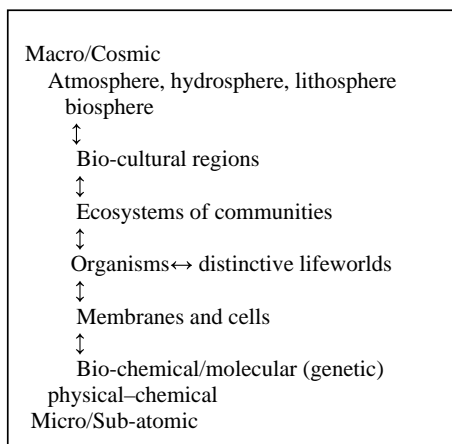 Macro/Cosmic
Atmosphere, hydrosphere, lithosphere
biosphere
↕
Bio-cultural regions
↕
Ecosystems of communities
↕
Organisms↔ distinctive lifeworlds
↕
Membranes and cells
↕
Bio-chemical/molecular (genetic)
physical–chemical
Micro/Sub-atomic